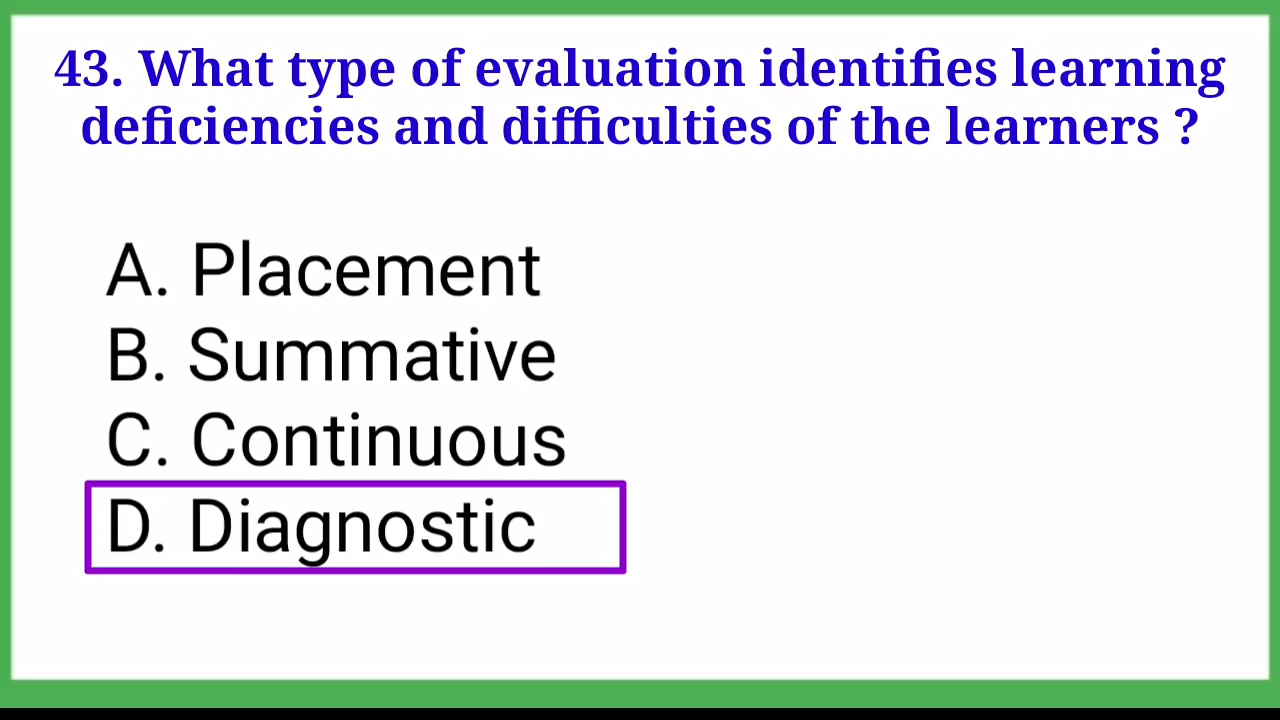 43. What type of evaluation identifies learning
deficiencies and difficulties of the learners ?
A. Placement
B. Summative
C. Continuous
D. Diagnostic